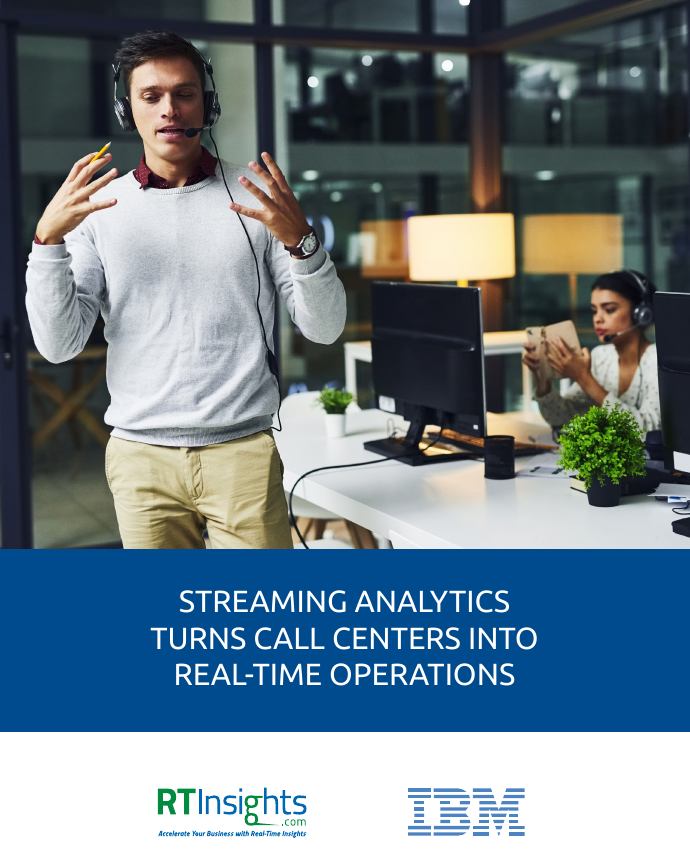 STREAMING ANALYTICS
TURNS CALL CENTERS INTO
REAL-TIME OPERATIONS
RTInsights
.com
Accelerate Your Business with Real-Time Insights
IBM